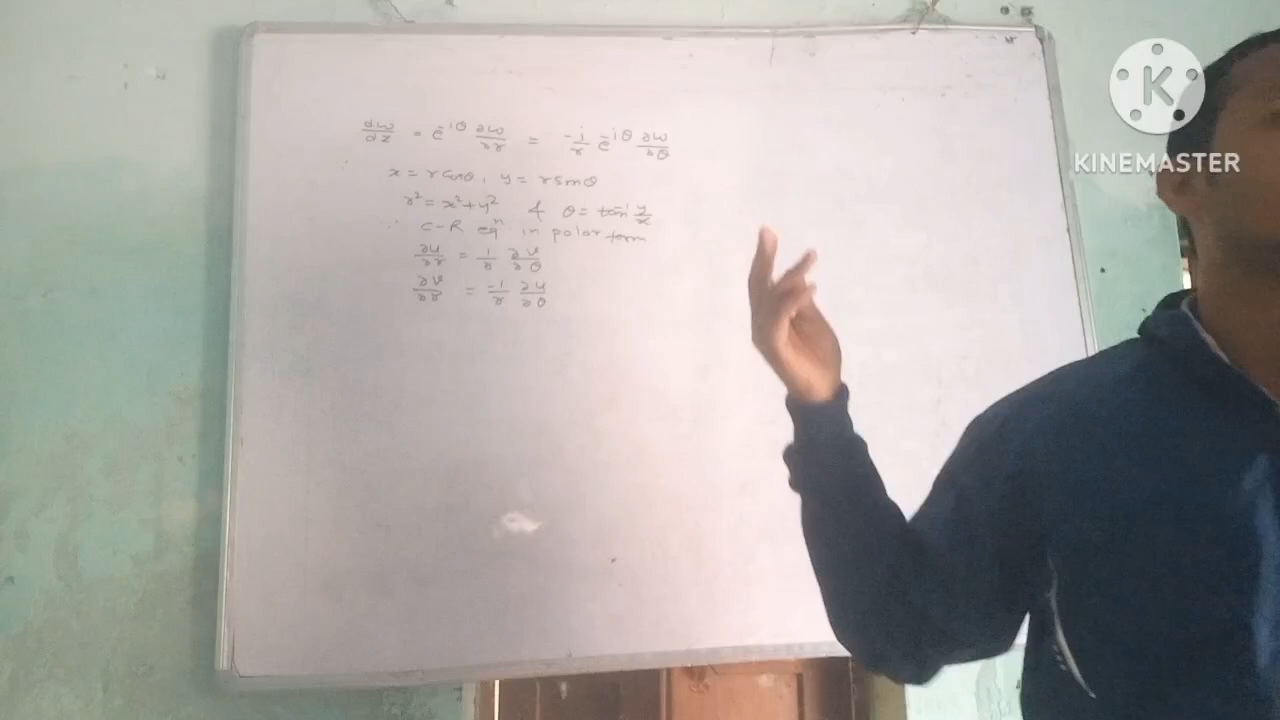 dw/dz = e^-iθ ∂w/∂r = -i/r e^-iθ ∂w/∂θ
x = r cosθ, y = r sinθ
r² = x²+y² & θ = tan⁻¹ y/x
∴ C-R eqⁿ in polar form
∂u/∂r = 1/r ∂v/∂θ
∂v/∂r = -1/r ∂u/∂θ
K
KINEMASTER